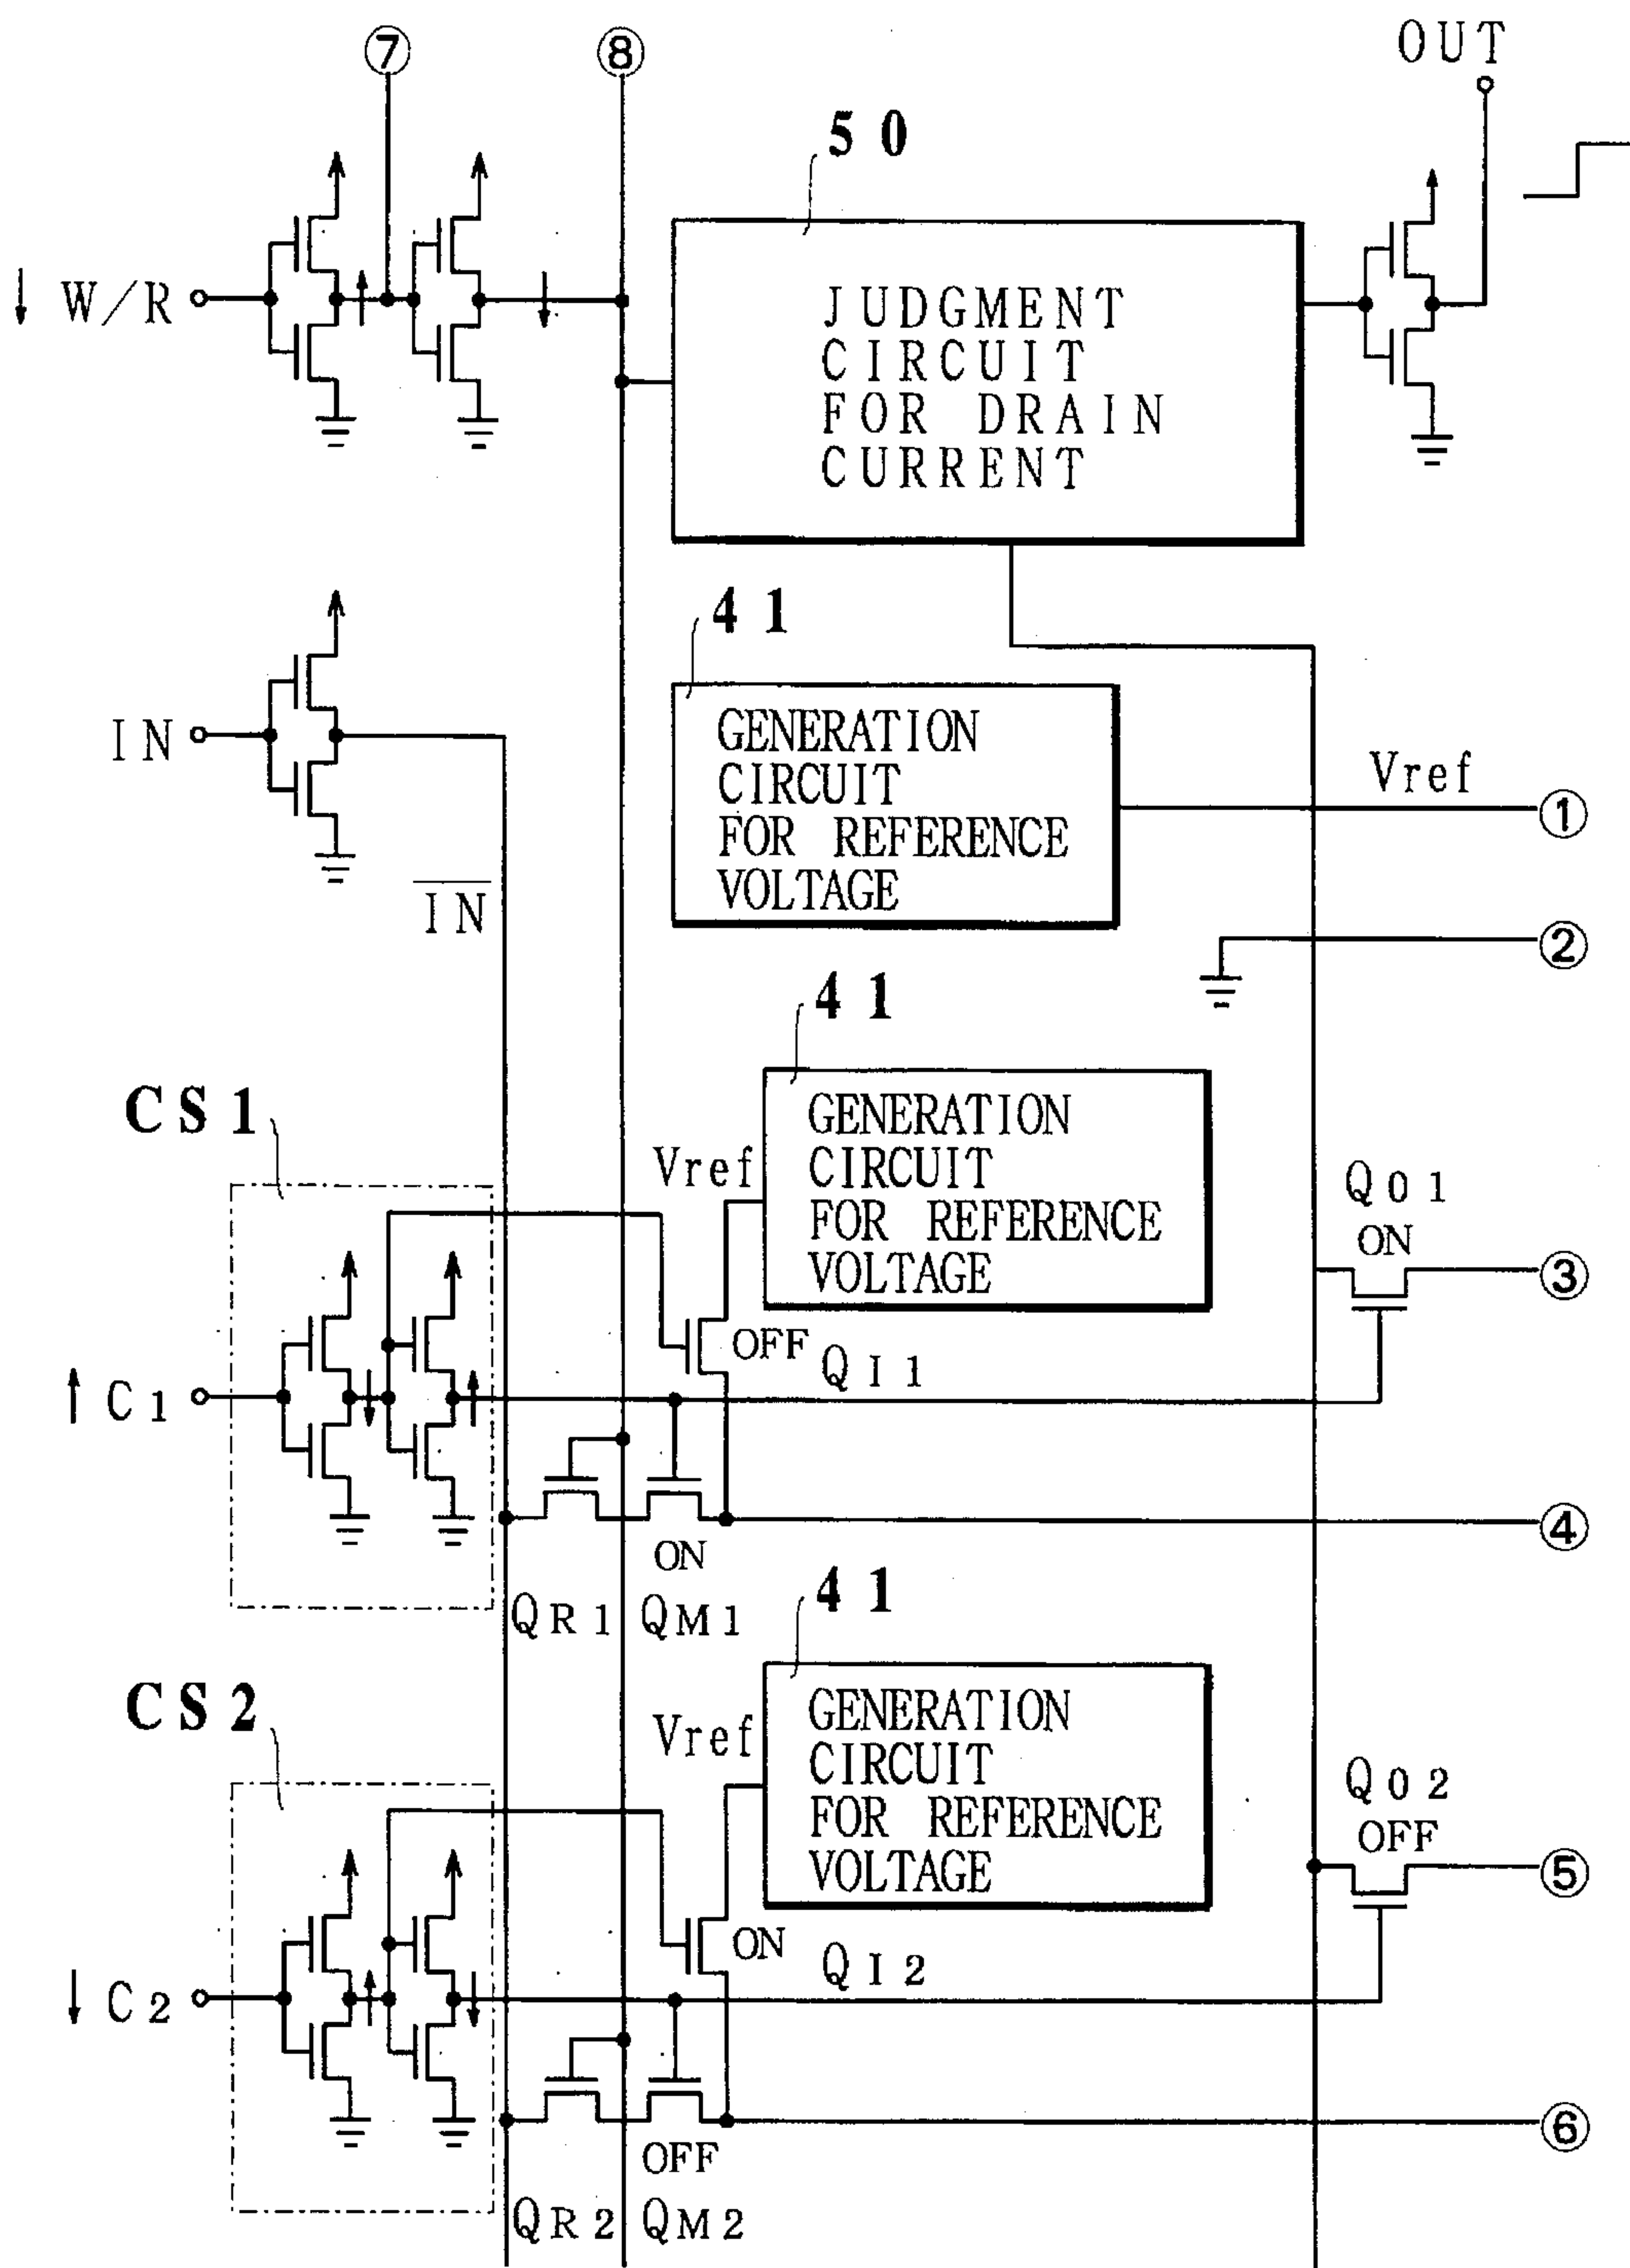 ⑦
⑧
OUT
50
W/R
JUDGMENT
CIRCUIT
FOR DRAIN
CURRENT
41
IN
GENERATION
CIRCUIT
FOR REFERENCE
VOLTAGE
Vref
①
IN
②
41
CS1
GENERATION
CIRCUIT
FOR REFERENCE
VOLTAGE
Vref
Q01
ON
③
OFF
QI1
C1
④
ON
QR1
QM1
41
CS2
GENERATION
CIRCUIT
FOR REFERENCE
VOLTAGE
Vref
Q02
OFF
⑤
ON
QI2
C2
⑥
OFF
QR2
QM2